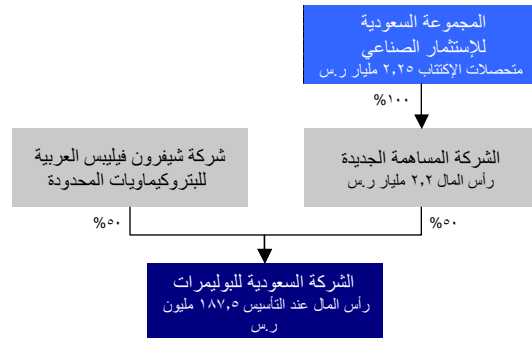 المجموعة السعودية
للإستثمار الصناعي
متحصلات الإكتتاب ٢,٢٥ مليار ر.س
%١٠٠
الشركة المساهمة الجديدة
رأس المال ٢,٢ مليار ر.س
شركة شيفرون فيليبس العربية
للبتروكيماويات المحدودة
%٥٠
%٥٠
الشركة السعودية للبوليمرات
رأس المال عند التأسيس ١٨٧,٥ مليون
ر.س